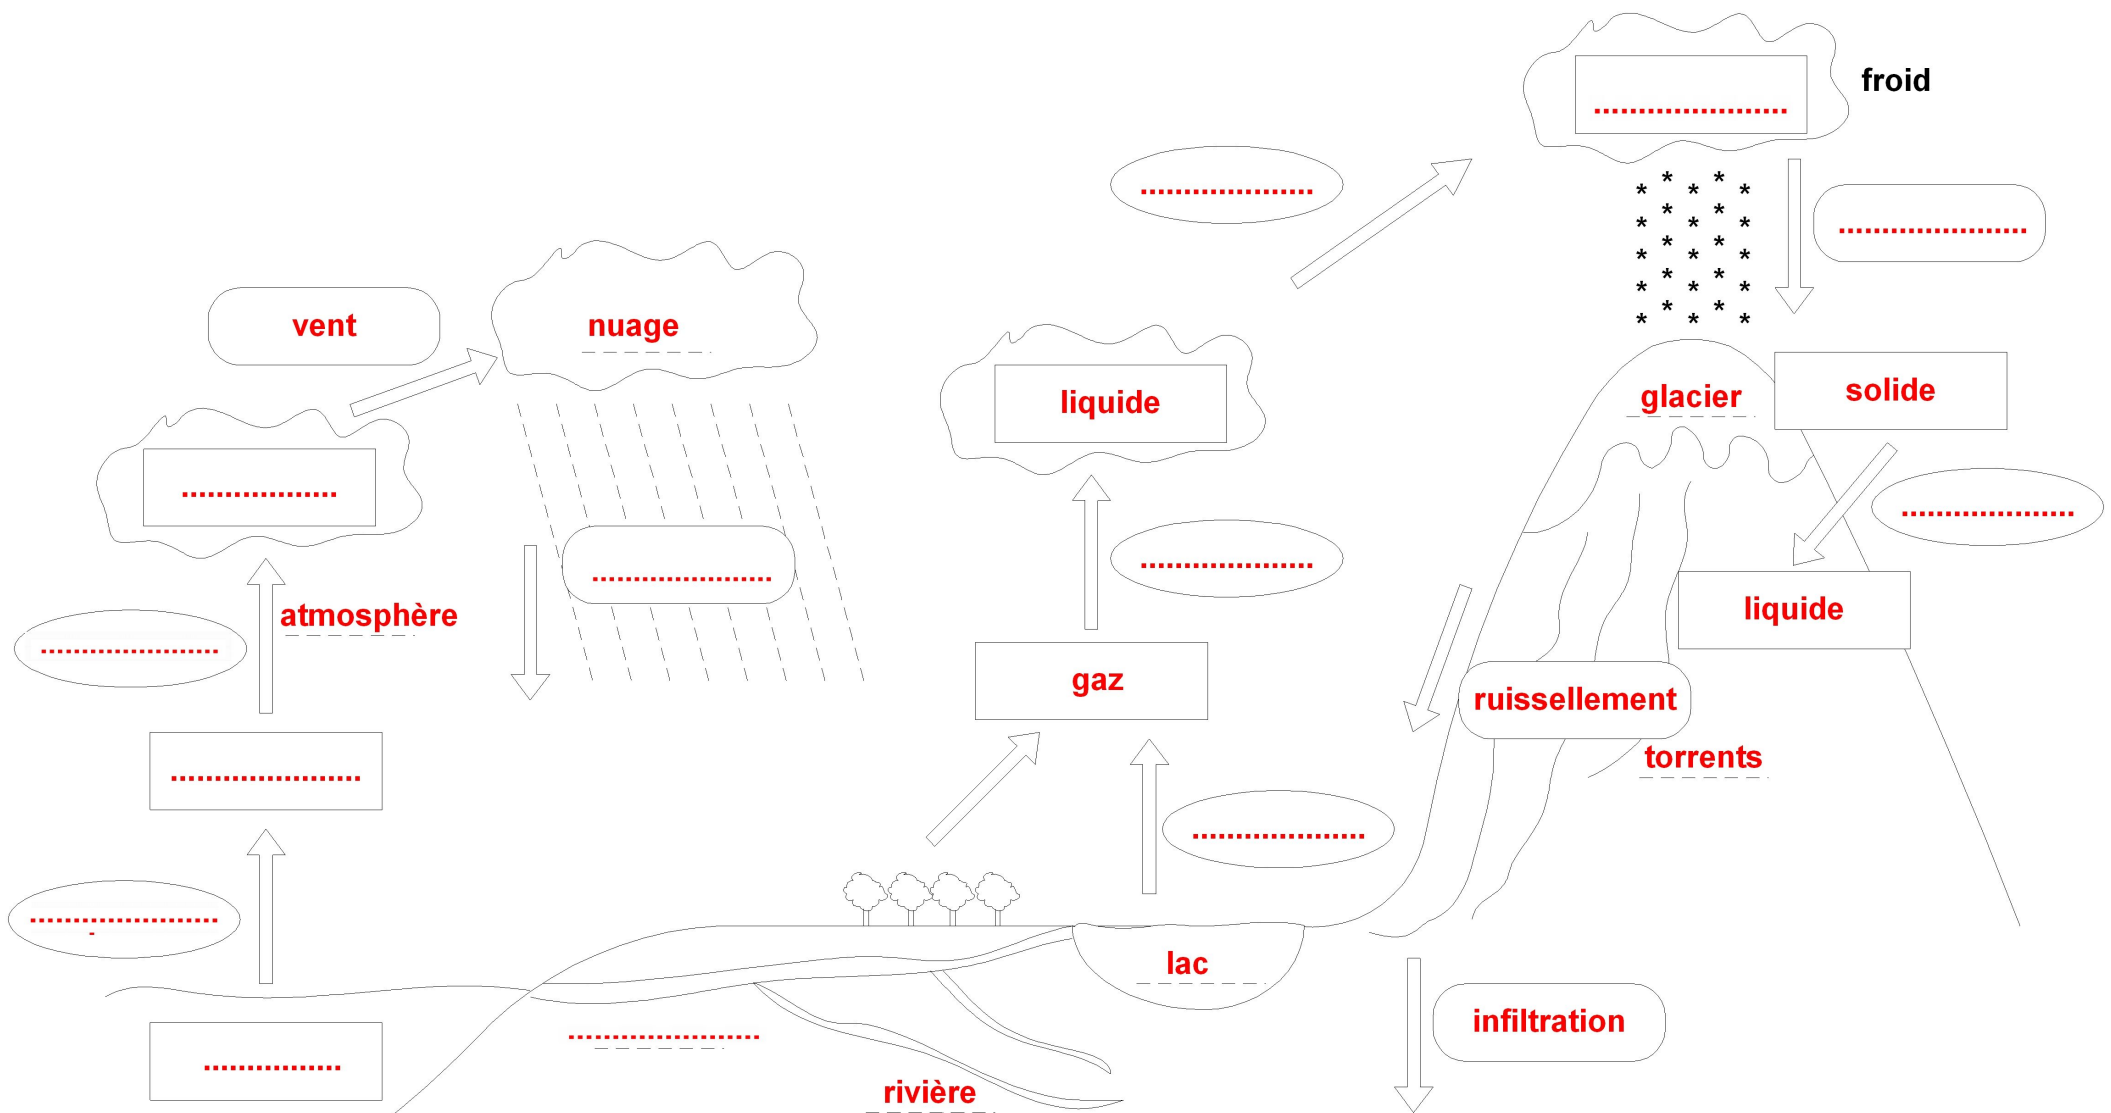 froid
vent
nuage
liquide
glacier
solide
atmosphère
liquide
gaz
ruissellement
torrents
lac
infiltration
rivière